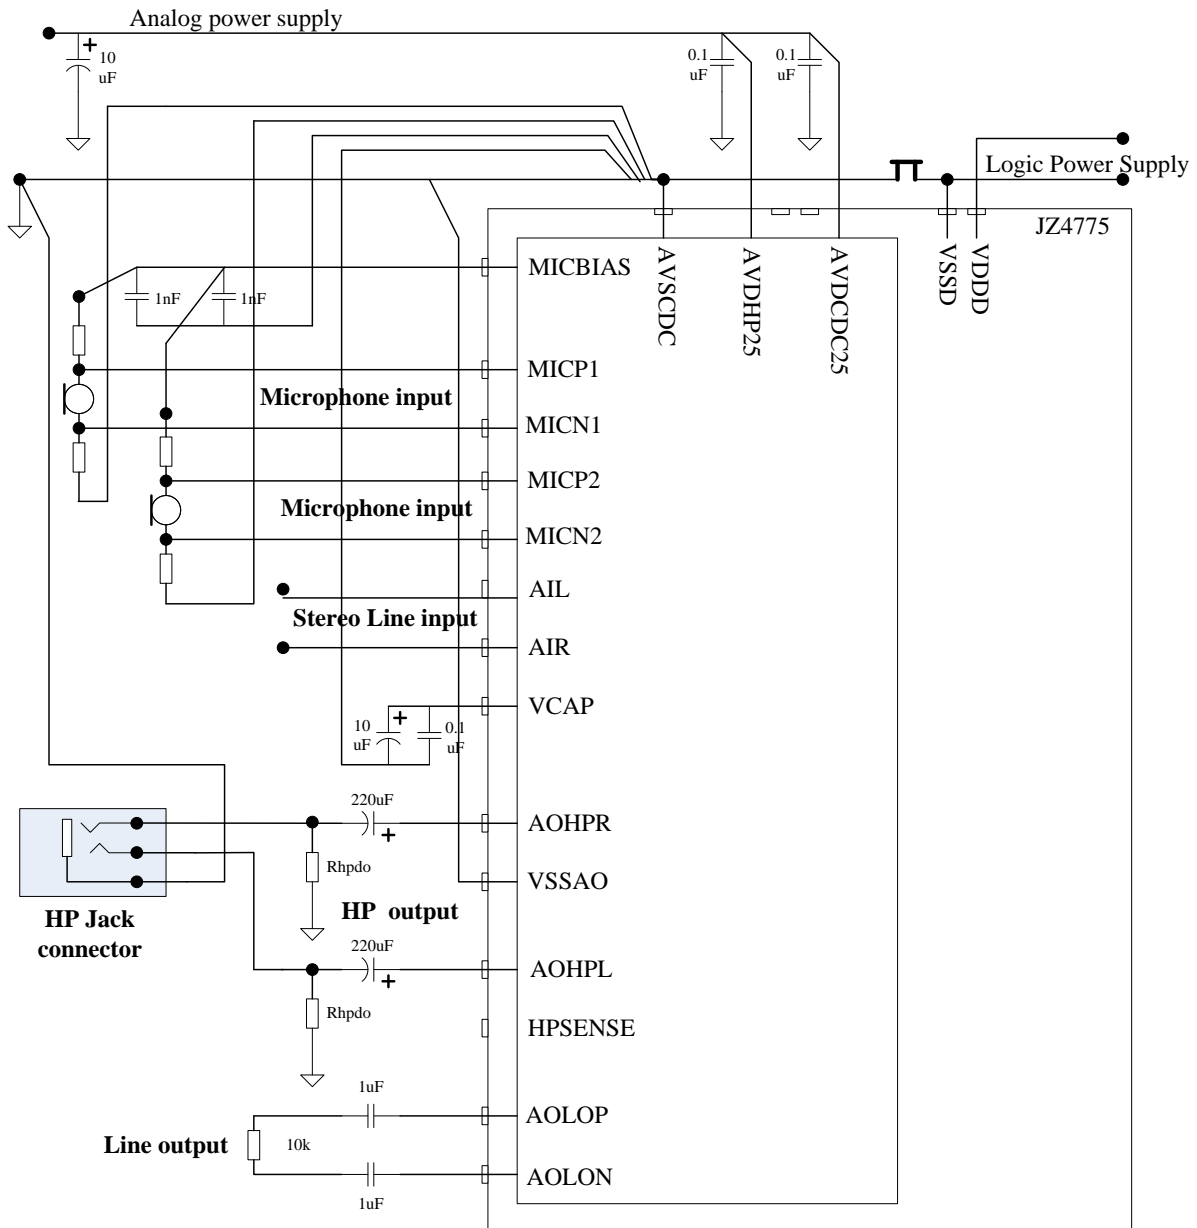 Analog power supply
10
uF
0.1
uF
0.1
uF
Logic Power Supply
JZ4775
AVSCDC
AVDHP25
AVDCDC25
VSSD
VDDD
MICBIAS
1nF
1nF
MICP1
Microphone input
MICN1
MICP2
Microphone input
MICN2
AIL
Stereo Line input
AIR
VCAP
10
uF
0.1
uF
220uF
AOHPR
Rhpdo
VSSAO
HP output
HP Jack
connector
220uF
AOHPL
Rhpdo
HPSENSE
1uF
AOLOP
Line output
10k
AOLON
1uF